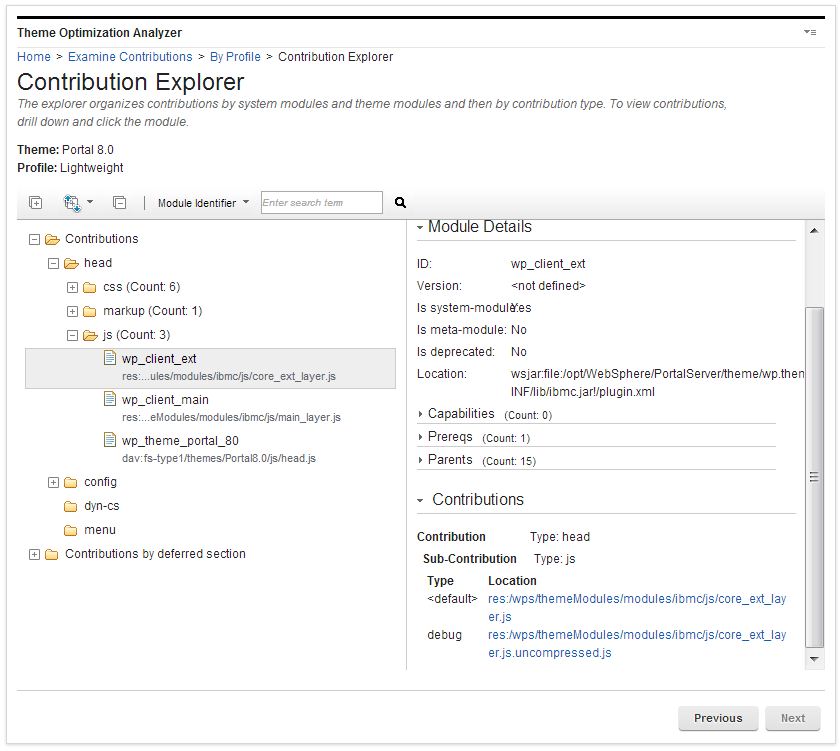 Theme Optimization Analyzer
Home > Examine Contributions > By Profile > Contribution Explorer
Contribution Explorer
The explorer organizes contributions by system modules and theme modules and then by contribution type. To view contributions,
drill down and click the module.
Theme: Portal 8.0
Profile: Lightweight
Module Identifier
Enter search term
Contributions
head
css (Count: 6)
markup (Count: 1)
js (Count: 3)
wp_client_ext
res:...ules/modules/ibmc/js/core_ext_layer.js
wp_client_main
res:...eModules/modules/ibmc/js/main_layer.js
wp_theme_portal_80
dav:fs-type1/themes/Portal8.0/js/head.js
config
dyn-cs
menu
Contributions by deferred section
Module Details
ID: wp_client_ext
Version: <not defined>
Is system-module: Yes
Is meta-module: No
Is deprecated: No
Location: wsjar:file:/opt/WebSphere/PortalServer/theme/wp.them
INF/lib/ibmc.jar!/plugin.xml
Capabilities (Count: 0)
Prereqs (Count: 1)
Parents (Count: 15)
Contributions
Contribution Type: head
Sub-Contribution Type: js
Type Location
<default> res:/wps/themeModules/modules/ibmc/js/core_ext_lay
er.js
debug res:/wps/themeModules/modules/ibmc/js/core_ext_lay
er.js.uncompressed.js
Previous
Next